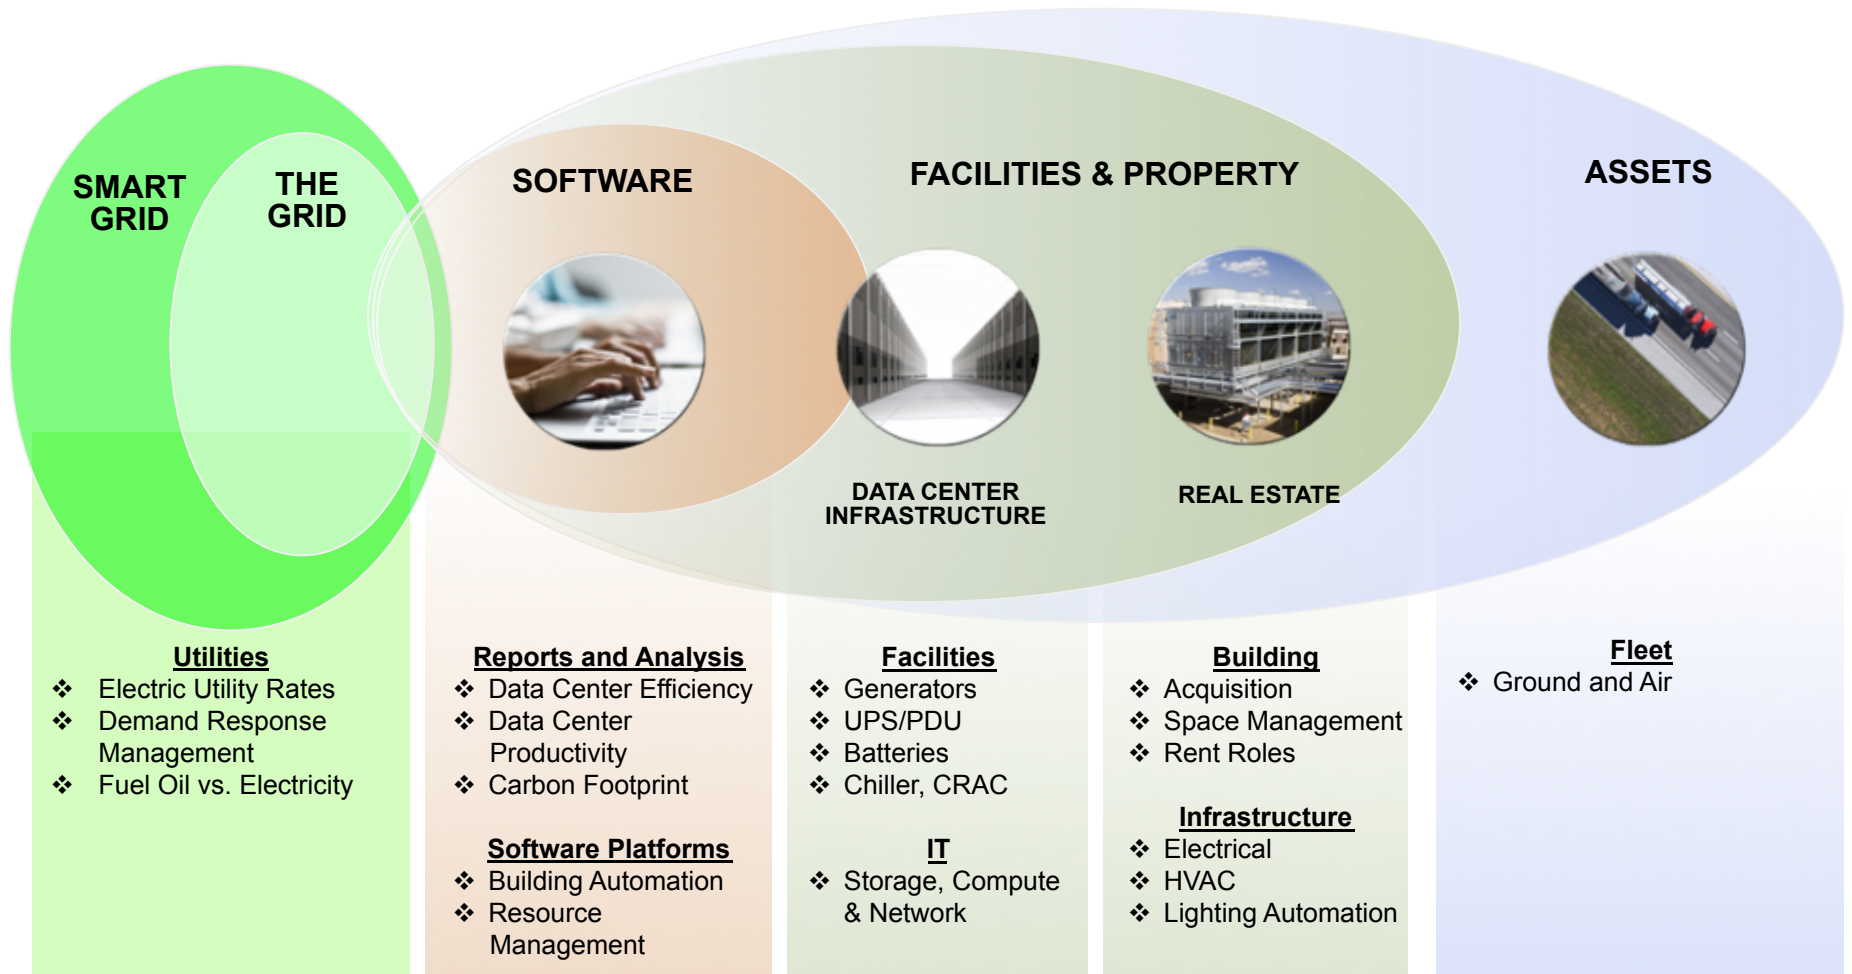 SMART
GRID
THE
GRID
SOFTWARE
FACILITIES & PROPERTY
ASSETS
DATA CENTER
INFRASTRUCTURE
REAL ESTATE
Utilities
❖ Electric Utility Rates
❖ Demand Response
Management
❖ Fuel Oil vs. Electricity
Reports and Analysis
❖ Data Center Efficiency
❖ Data Center
Productivity
❖ Carbon Footprint
Software Platforms
❖ Building Automation
❖ Resource
Management
Facilities
❖ Generators
❖ UPS/PDU
❖ Batteries
❖ Chiller, CRAC
IT
❖ Storage, Compute
& Network
Building
❖ Acquisition
❖ Space Management
❖ Rent Roles
Infrastructure
❖ Electrical
❖ HVAC
❖ Lighting Automation
Fleet
❖ Ground and Air